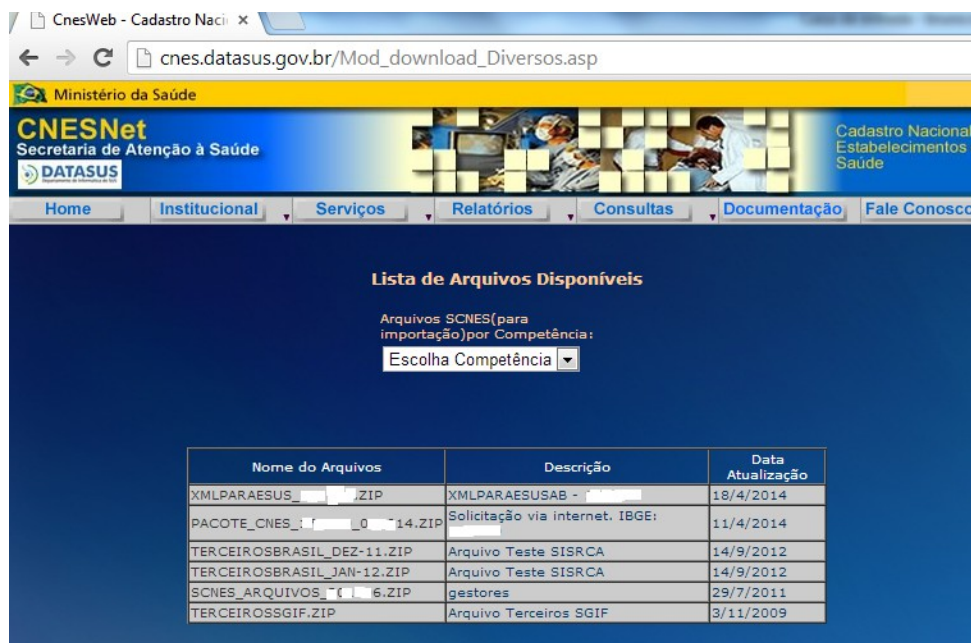 CnesWeb - Cadastro Naci
cnes.datasus.gov.br/Mod_download_Diversos.asp
Ministério da Saúde
CNESNet
Secretaria de Atenção à Saúde
DATASUS
Cadastro Nacional
Estabelecimentos
Saúde
Home Institucional Serviços Relatórios Consultas Documentação Fale Conosco
Lista de Arquivos Disponíveis
Arquivos SCNES(para
importação)por Competência:
Escolha Competência
Nome do Arquivos Descrição Data Atualização
XMLPARAESUS_ .ZIP XMLPARAESUSAB - 18/4/2014
PACOTE_CNES_ 14.ZIP Solicitação via internet. IBGE: 11/4/2014
TERCEIROSBRASIL_DEZ-11.ZIP Arquivo Teste SISRCA 14/9/2012
TERCEIROSBRASIL_JAN-12.ZIP Arquivo Teste SISRCA 14/9/2012
SCNES_ARQUIVOS_ 6.ZIP gestores 29/7/2011
TERCEIROSSGIF.ZIP Arquivo Terceiros SGIF 3/11/2009